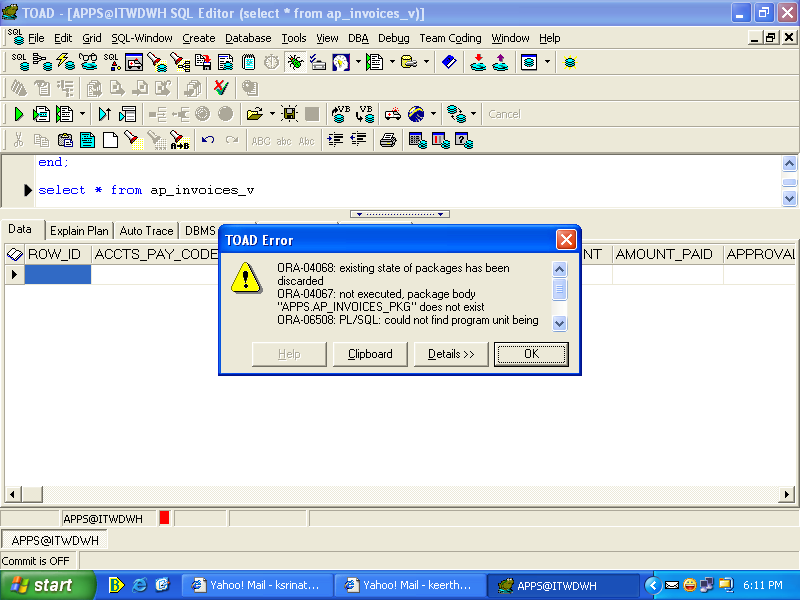 TOAD - [APPS@ITWDWH SQL Editor (select * from ap_invoices_v)]
SQL File Edit Grid SQL-Window Create Database Tools View DBA Debug Team Coding Window Help
SQL SQL
VB VB Cancel
A→B ABC abc Abc
end;
select * from ap_invoices_v
Data Explain Plan Auto Trace DBMS
ROW_ID ACCTS_PAY_CODE NT AMOUNT_PAID APPROVAL
TOAD Error
ORA-04068: existing state of packages has been
discarded
ORA-04067: not executed, package body
"APPS.AP_INVOICES_PKG" does not exist
ORA-06508: PL/SQL: could not find program unit being
Help Clipboard Details >> OK
APPS@ITWDWH
APPS@ITWDWH
Commit is OFF
start Yahoo! Mail - ksrinat... Yahoo! Mail - keerth... APPS@ITWDWH 6:11 PM